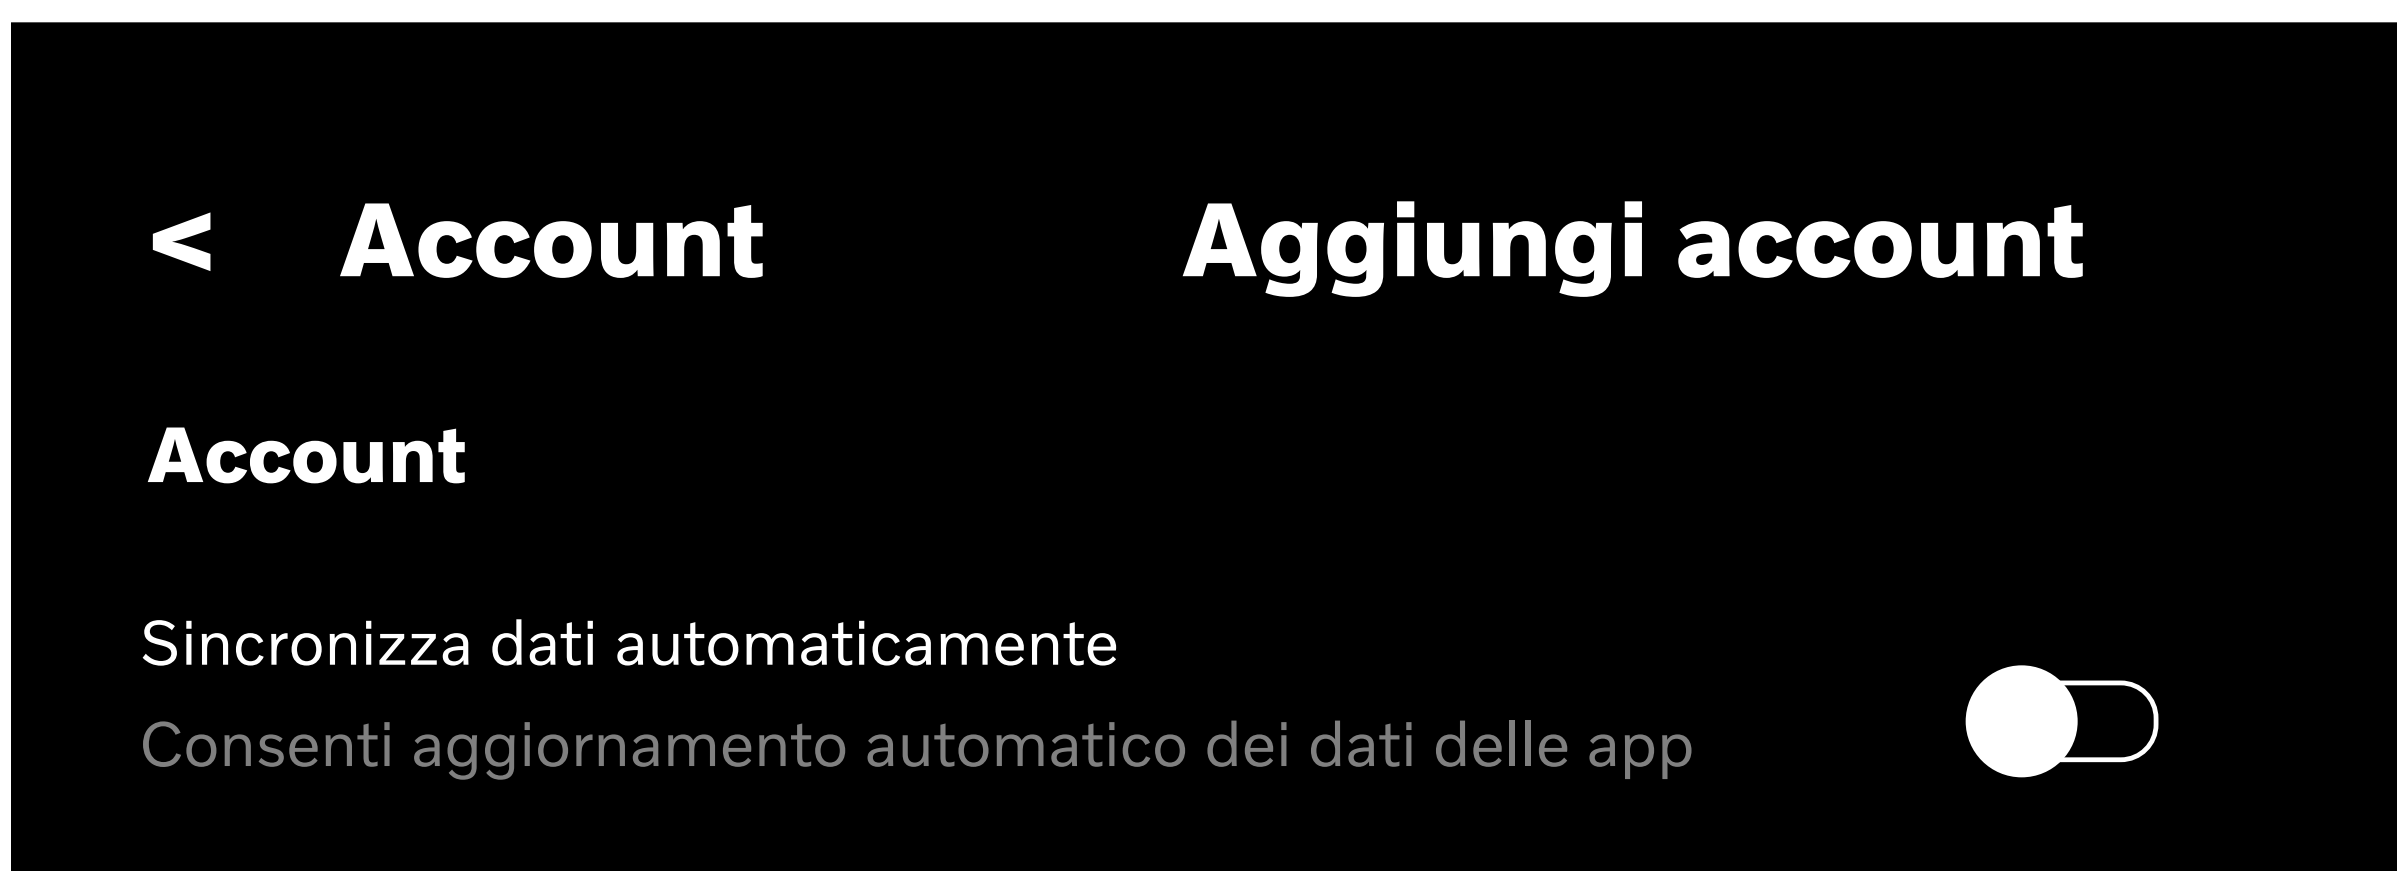 < Account Aggiungi account
Account
Sincronizza dati automaticamente
Consenti aggiornamento automatico dei dati delle app